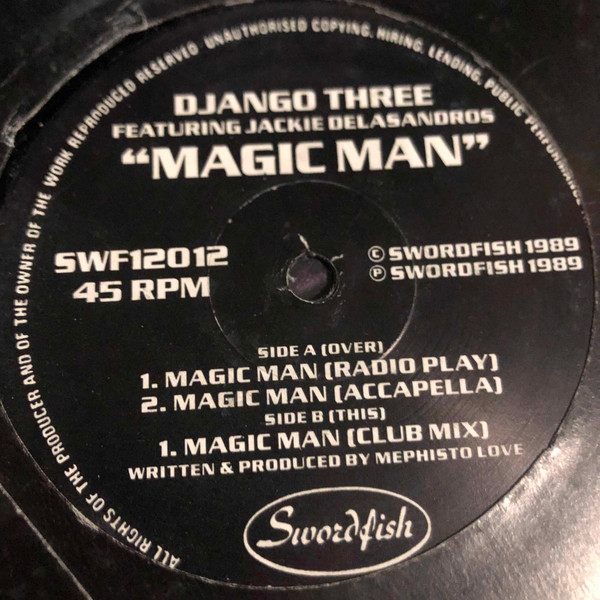 ALL RIGHTS OF THE PRODUCER AND OF THE OWNER OF THE WORK REPRODUCED RESERVED UNAUTHORISED COPYING, HIRING, LENDING, PUBLIC PERFORMANCE
DJANGO THREE
FEATURING JACKIE DELASANDROS
“MAGIC MAN”
SWF12012
45 RPM
© SWORDFISH 1989
℗ SWORDFISH 1989
SIDE A (OVER)
1. MAGIC MAN (RADIO PLAY)
2. MAGIC MAN (ACCAPELLA)
SIDE B (THIS)
1. MAGIC MAN (CLUB MIX)
WRITTEN & PRODUCED BY MEPHISTO LOVE
Swordfish